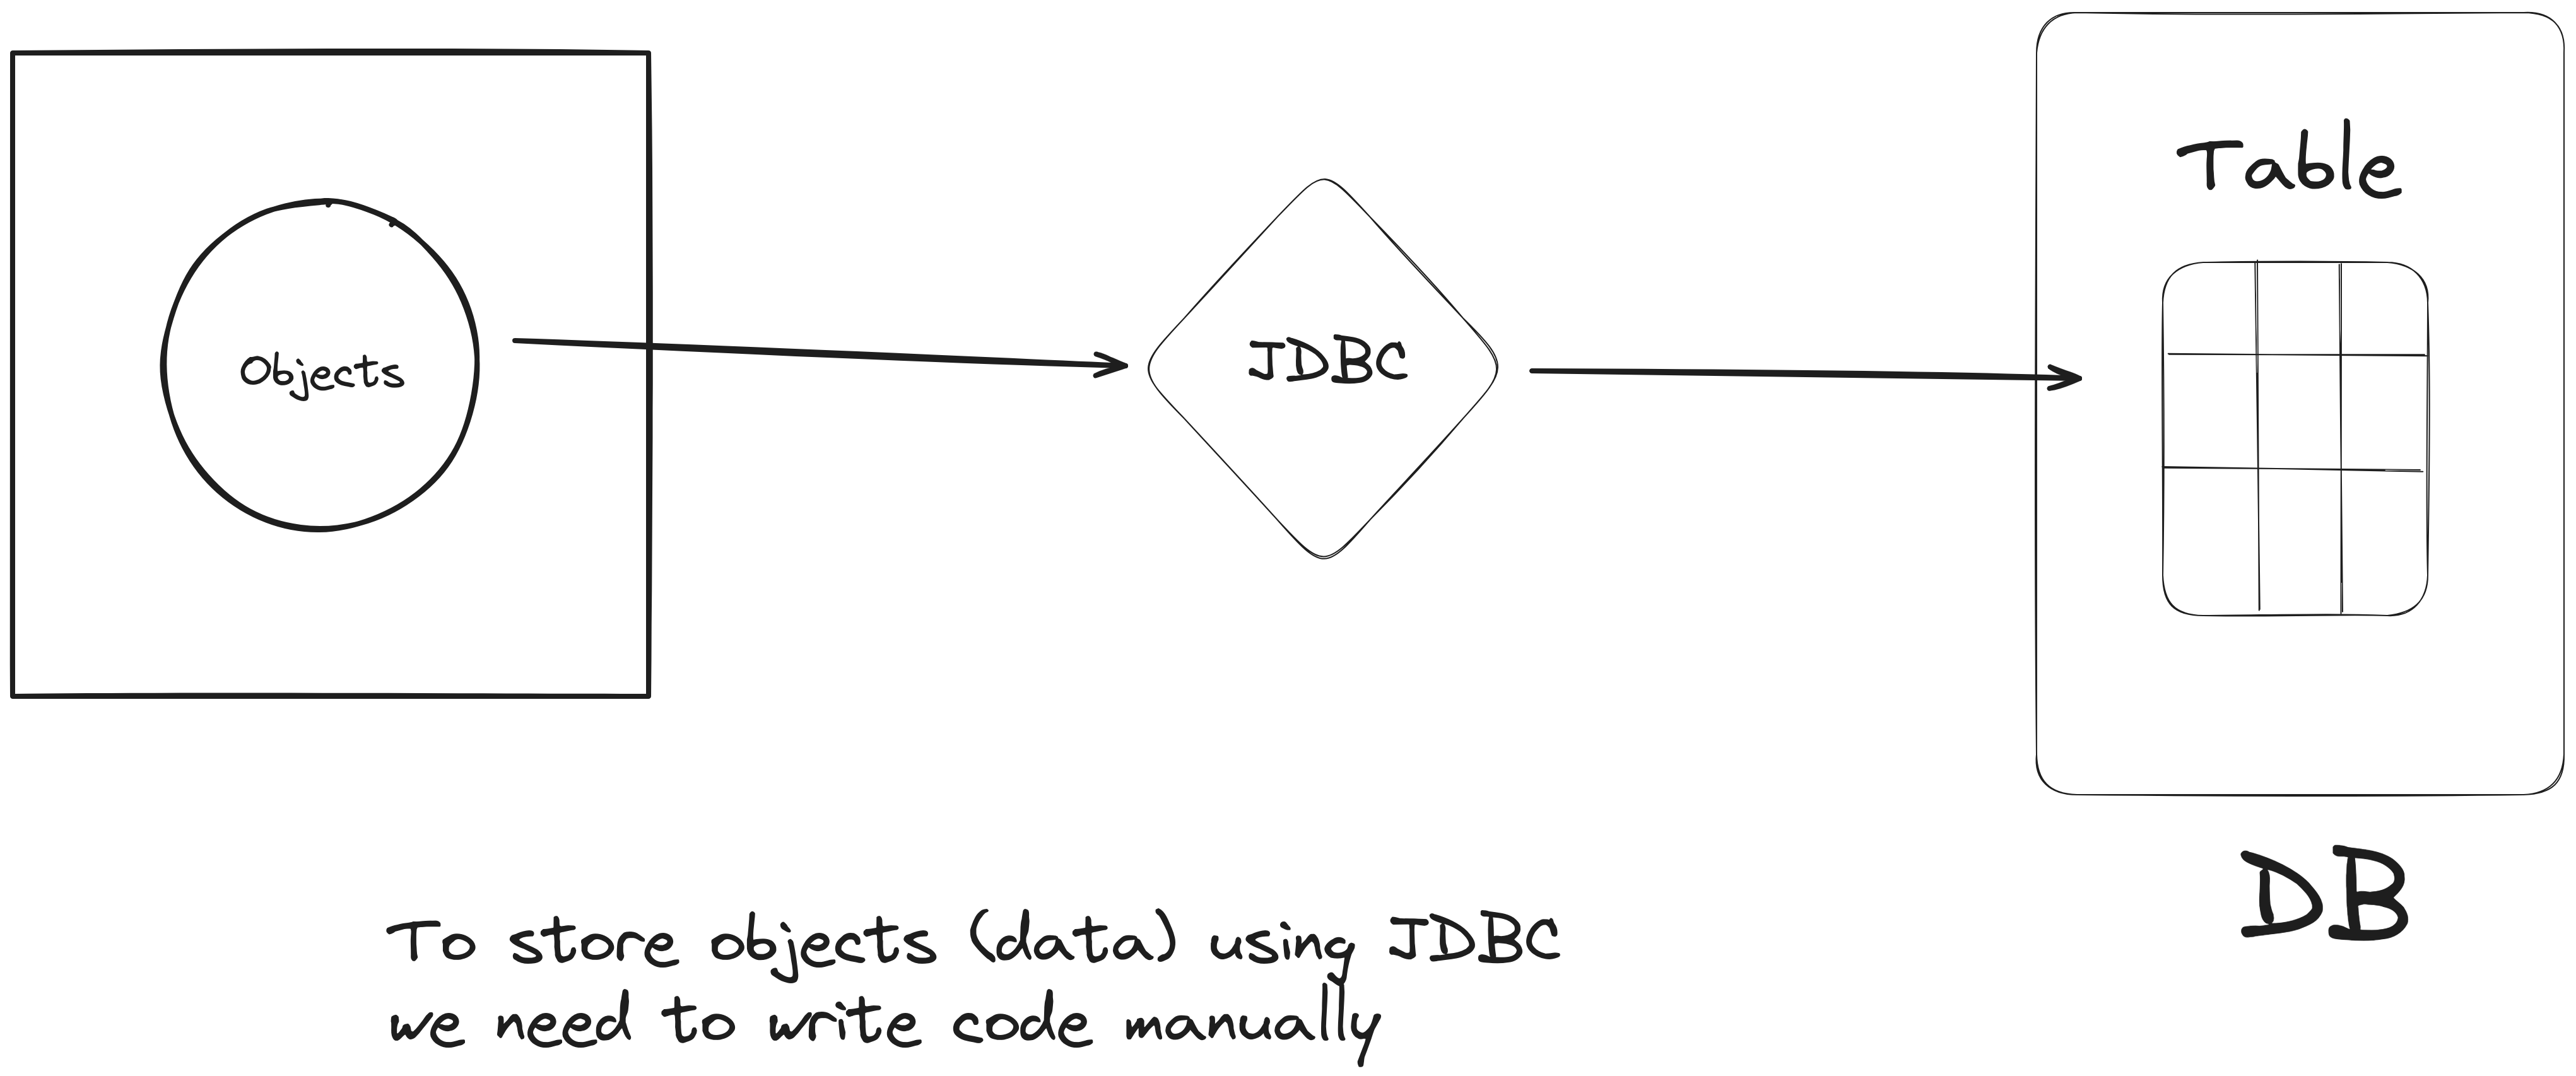 Objects
JDBC
Table
DB
To store objects (data) using JDBC
we need to write code manually